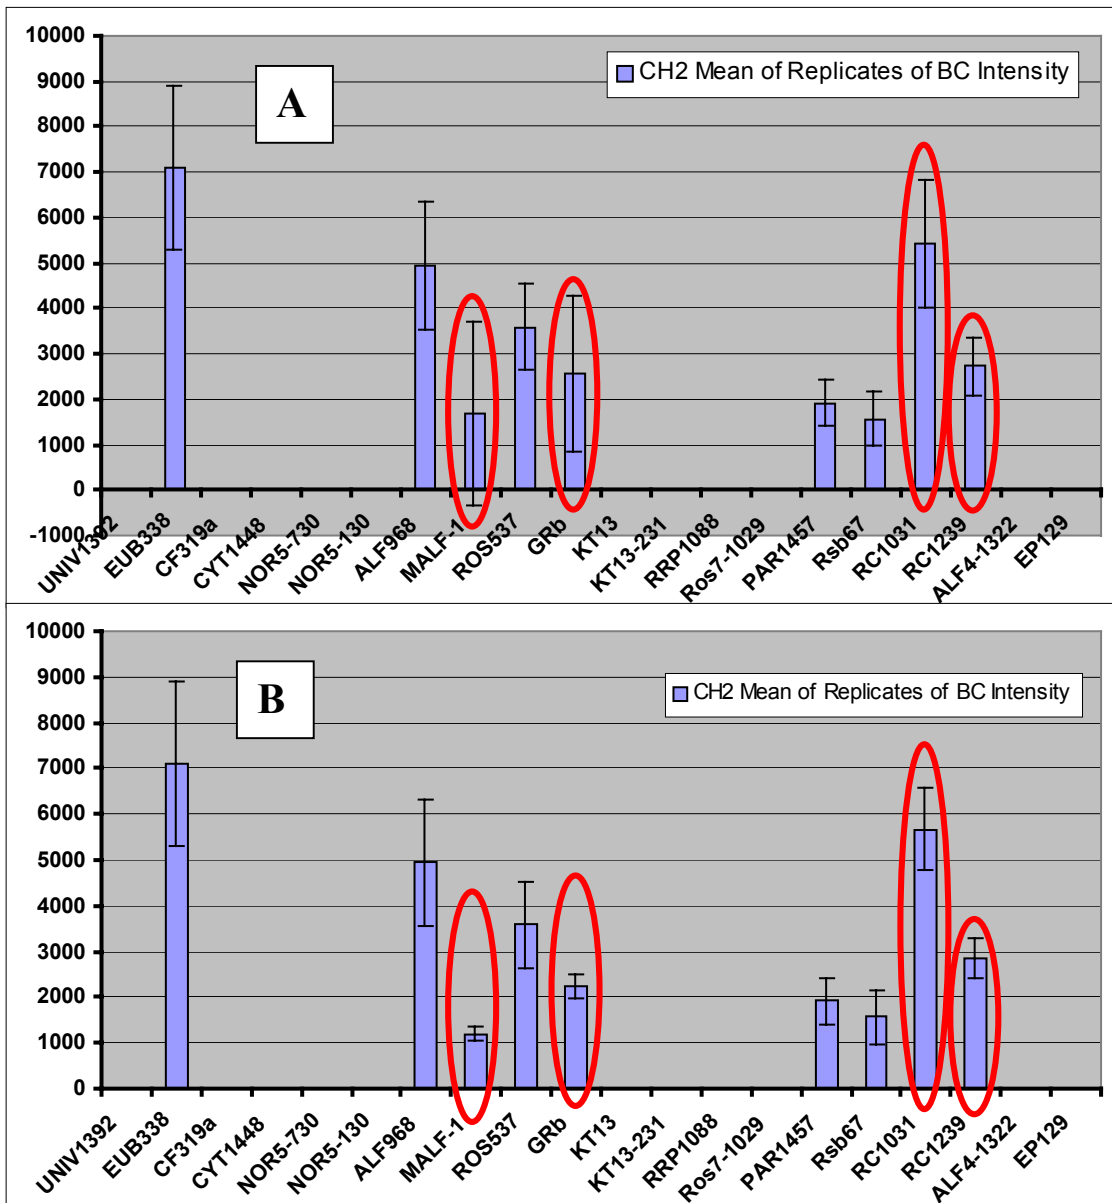 10000
9000
8000
7000
6000
5000
4000
3000
2000
1000
0
-1000
A
CH2 Mean of Replicates of BC Intensity
UNIV1392
EUB338
CF319a
CYT1448
NOR5-730
NOR5-130
ALF968
MALF-1
ROS537
GRb
KT13
KT13-231
RRP1088
Ros7-1029
PAR1457
Rsb67
RC1031
RC1239
ALF4-1322
EP129
10000
9000
8000
7000
6000
5000
4000
3000
2000
1000
0
B
CH2 Mean of Replicates of BC Intensity
UNIV1392
EUB338
CF319a
CYT1448
NOR5-730
NOR5-130
ALF968
MALF-1
ROS537
GRb
KT13
KT13-231
RRP1088
Ros7-1029
PAR1457
Rsb67
RC1031
RC1239
ALF4-1322
EP129